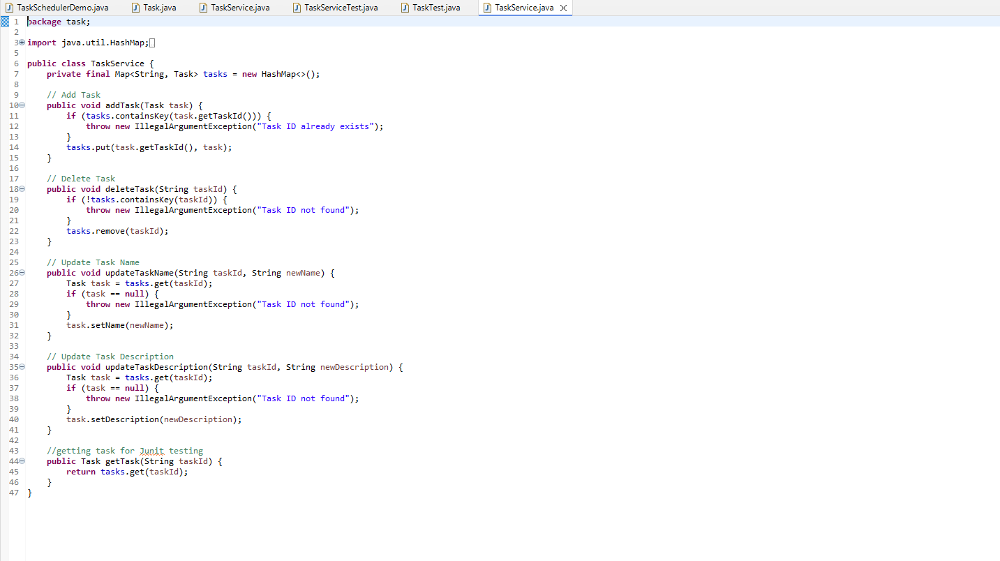 TaskSchedulerDemo.java Task.java TaskService.java TaskServiceTest.java TaskTest.java TaskService.java
1 package task;
2
3 import java.util.HashMap;
5
6 public class TaskService {
7     private final Map<String, Task> tasks = new HashMap<>();
8
9     // Add Task
10     public void addTask(Task task) {
11         if (tasks.containsKey(task.getTaskId())) {
12             throw new IllegalArgumentException("Task ID already exists");
13         }
14         tasks.put(task.getTaskId(), task);
15     }
16
17     // Delete Task
18     public void deleteTask(String taskId) {
19         if (!tasks.containsKey(taskId)) {
20             throw new IllegalArgumentException("Task ID not found");
21         }
22         tasks.remove(taskId);
23     }
24
25     // Update Task Name
26     public void updateTaskName(String taskId, String newName) {
27         Task task = tasks.get(taskId);
28         if (task == null) {
29             throw new IllegalArgumentException("Task ID not found");
30         }
31         task.setName(newName);
32     }
33
34     // Update Task Description
35     public void updateTaskDescription(String taskId, String newDescription) {
36         Task task = tasks.get(taskId);
37         if (task == null) {
38             throw new IllegalArgumentException("Task ID not found");
39         }
40         task.setDescription(newDescription);
41     }
42
43     //getting task for Junit testing
44     public Task getTask(String taskId) {
45         return tasks.get(taskId);
46     }
47 }